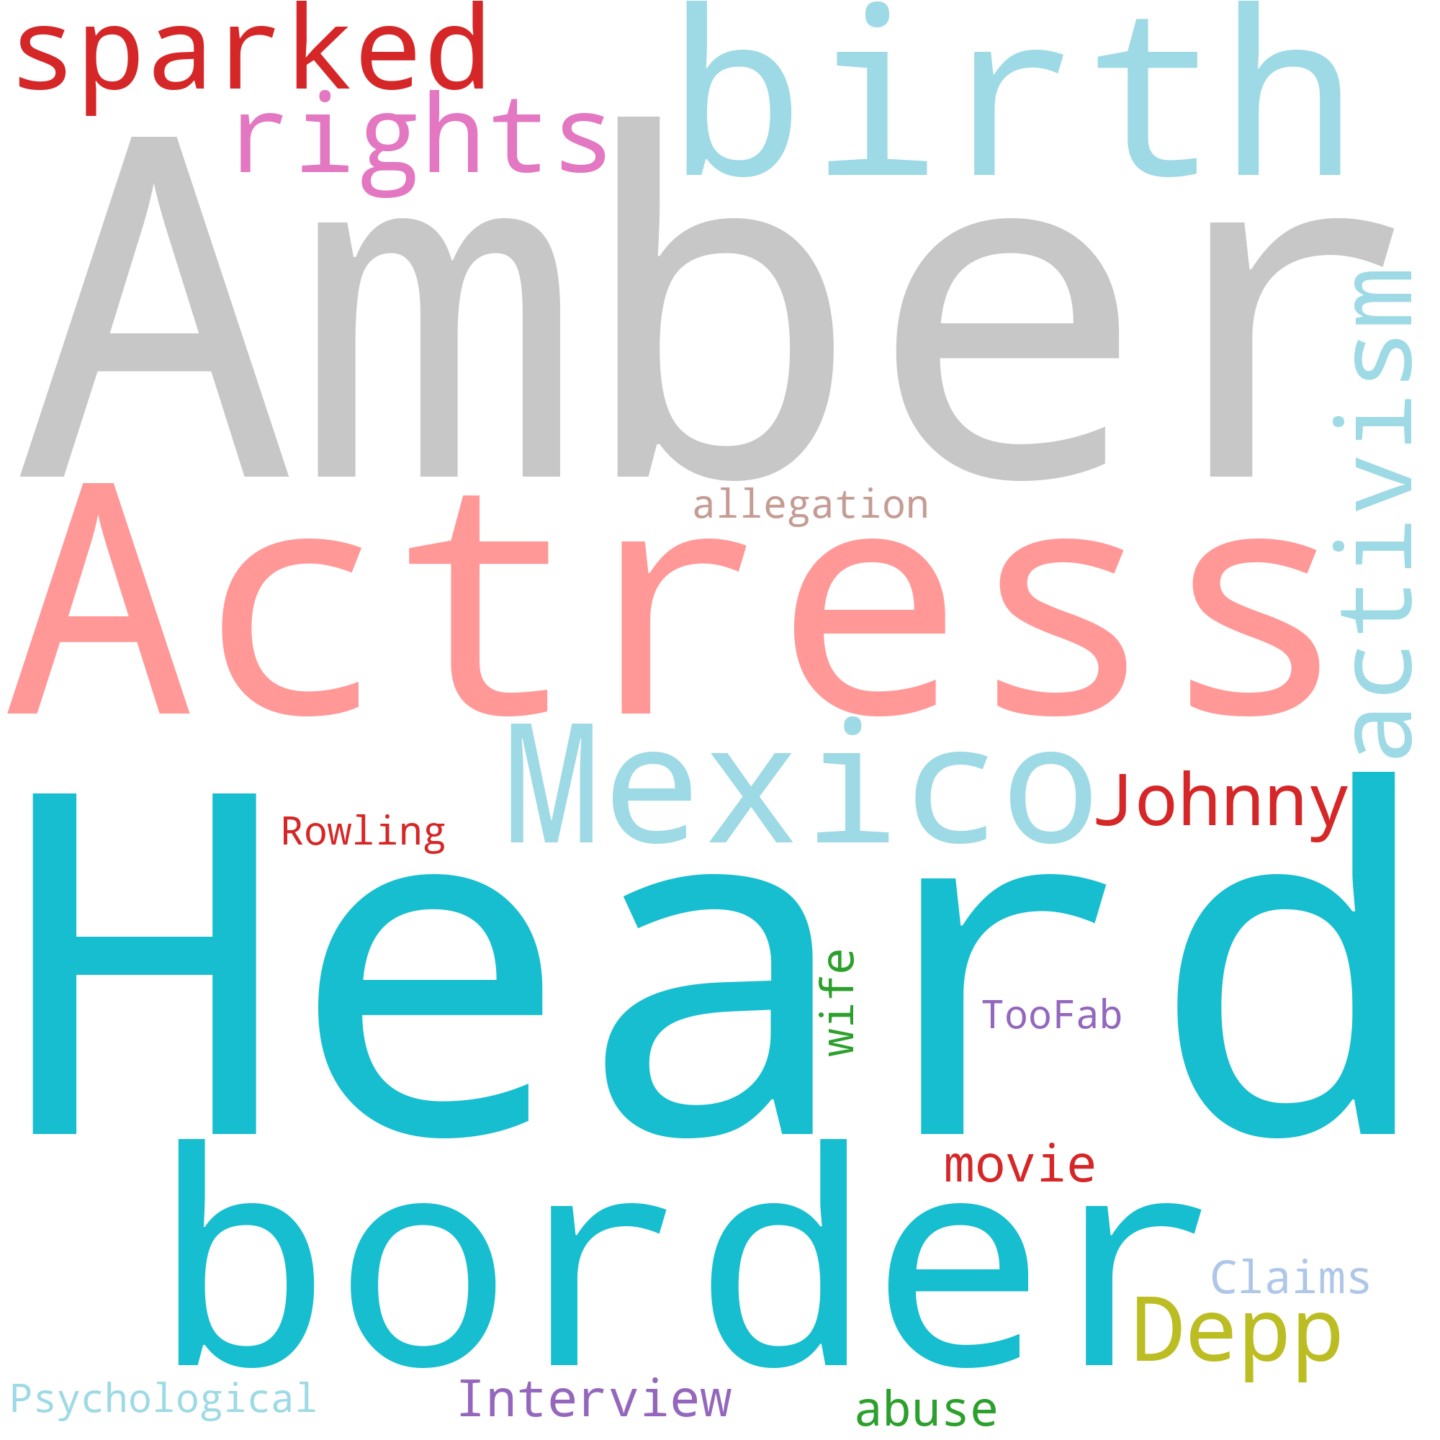 sparked
birth
rights
Amber
activism
Actress
allegation
Mexico
Johnny
Rowling
Heard
wife
TooFab
border
movie
Claims
Depp
Psychological
Interview
abuse